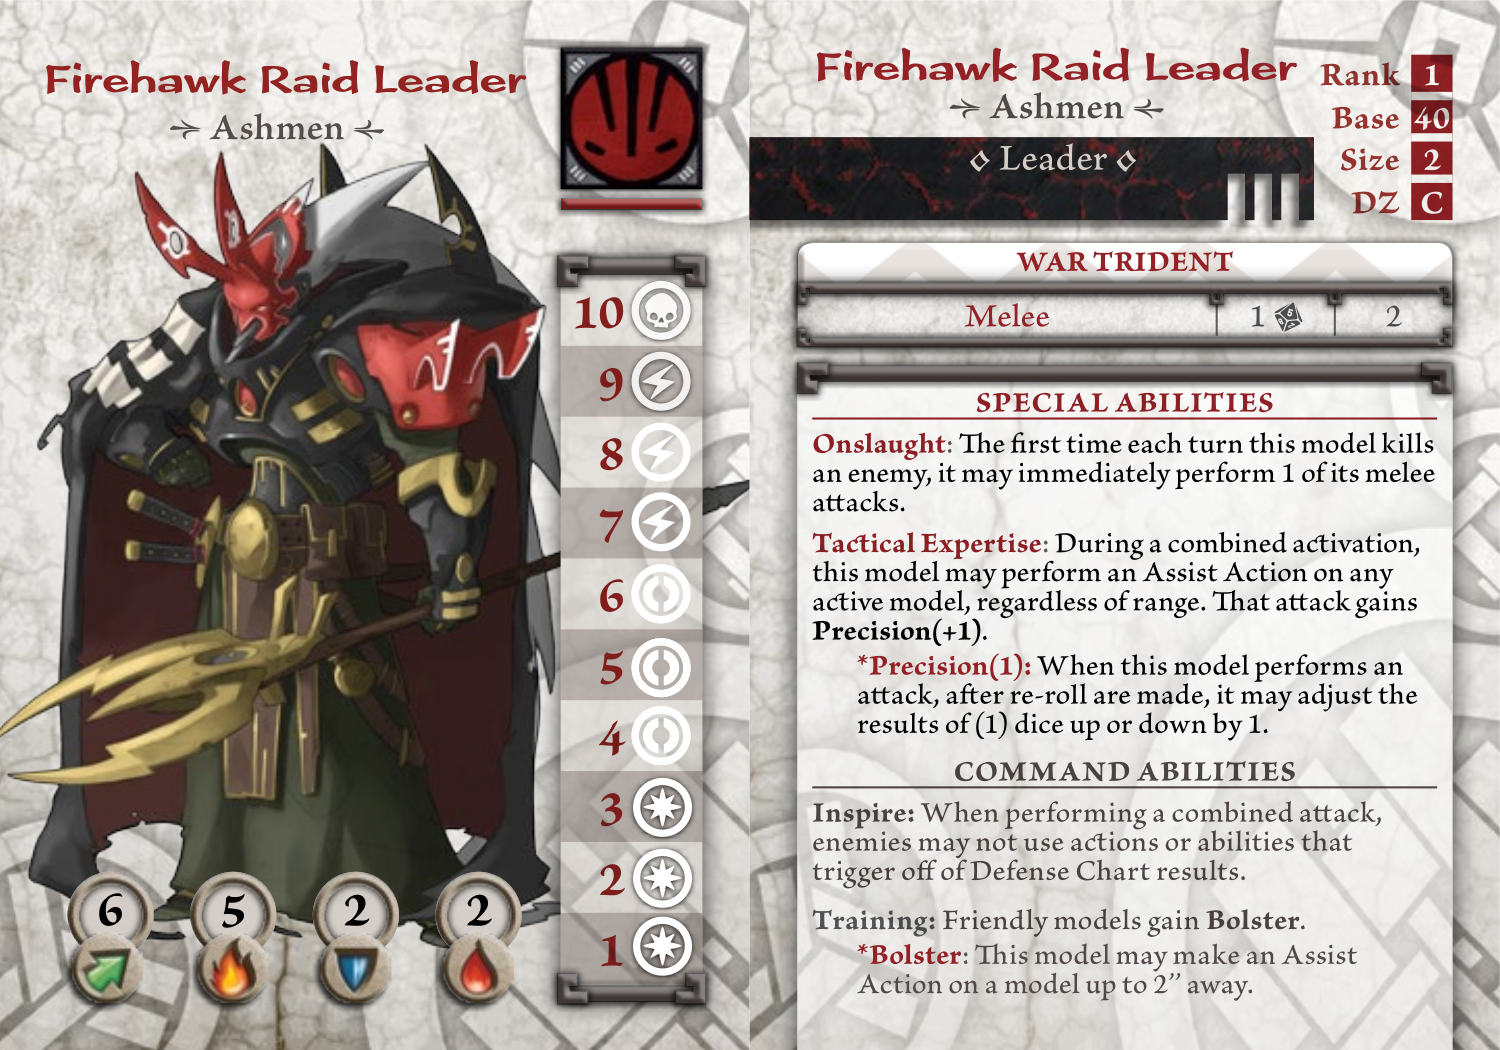 Firehawk Raid Leader
Ashmen
10
9
8
7
6
5
4
3
2
1
6 5 2 2
Firehawk Raid Leader
Ashmen
Leader
Rank 1
Base 40
Size 2
DZ C
WAR TRIDENT
Melee 1 2
SPECIAL ABILITIES
Onslaught: The first time each turn this model kills
an enemy, it may immediately perform 1 of its melee
attacks.
Tactical Expertise: During a combined activation,
this model may perform an Assist Action on any
active model, regardless of range. That attack gains
Precision(+1).
*Precision(1): When this model performs an
attack, after re-roll are made, it may adjust the
results of (1) dice up or down by 1.
COMMAND ABILITIES
Inspire: When performing a combined attack,
enemies may not use actions or abilities that
trigger off of Defense Chart results.
Training: Friendly models gain Bolster.
*Bolster: This model may make an Assist
Action on a model up to 2” away.